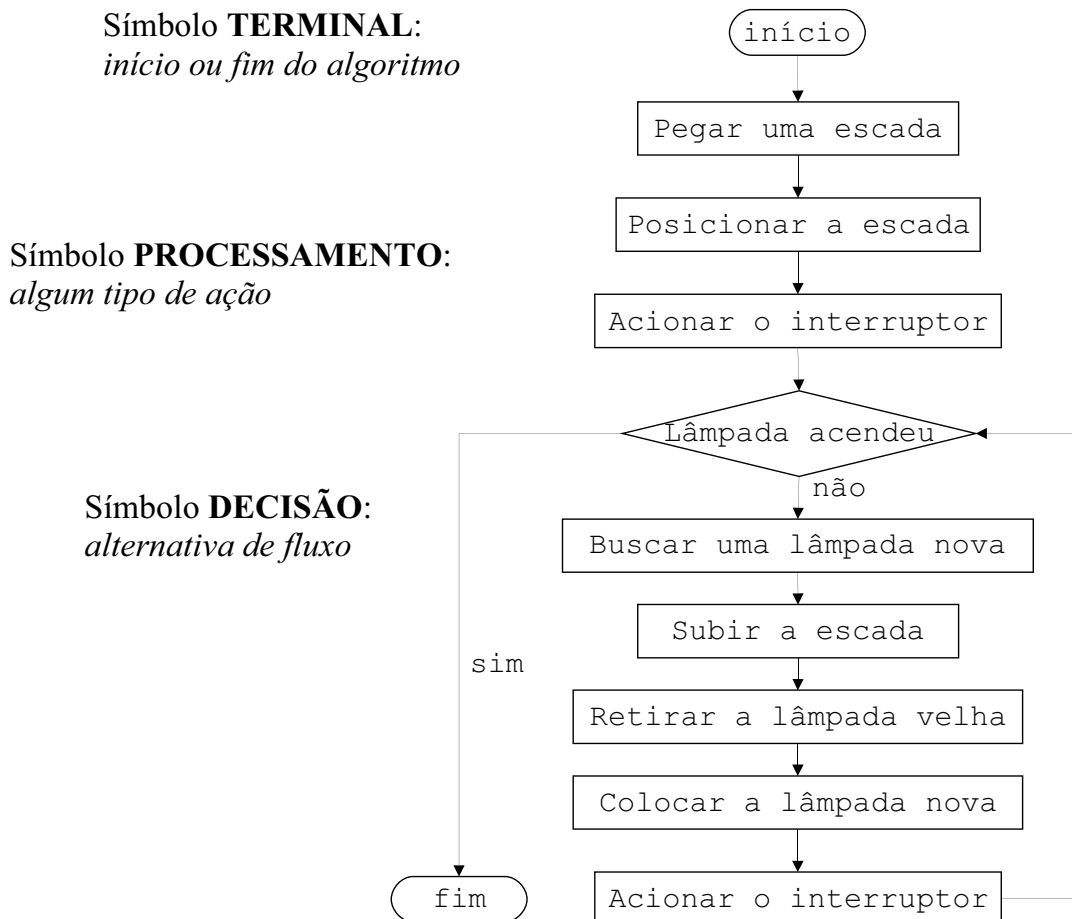 Símbolo TERMINAL:
início ou fim do algoritmo
início
Pegar uma escada
Posicionar a escada
Símbolo PROCESSAMENTO:
algum tipo de ação
Acionar o interruptor
Lâmpada acendeu
não
Símbolo DECISÃO:
alternativa de fluxo
Buscar uma lâmpada nova
Subir a escada
sim
Retirar a lâmpada velha
Colocar a lâmpada nova
fim
Acionar o interruptor